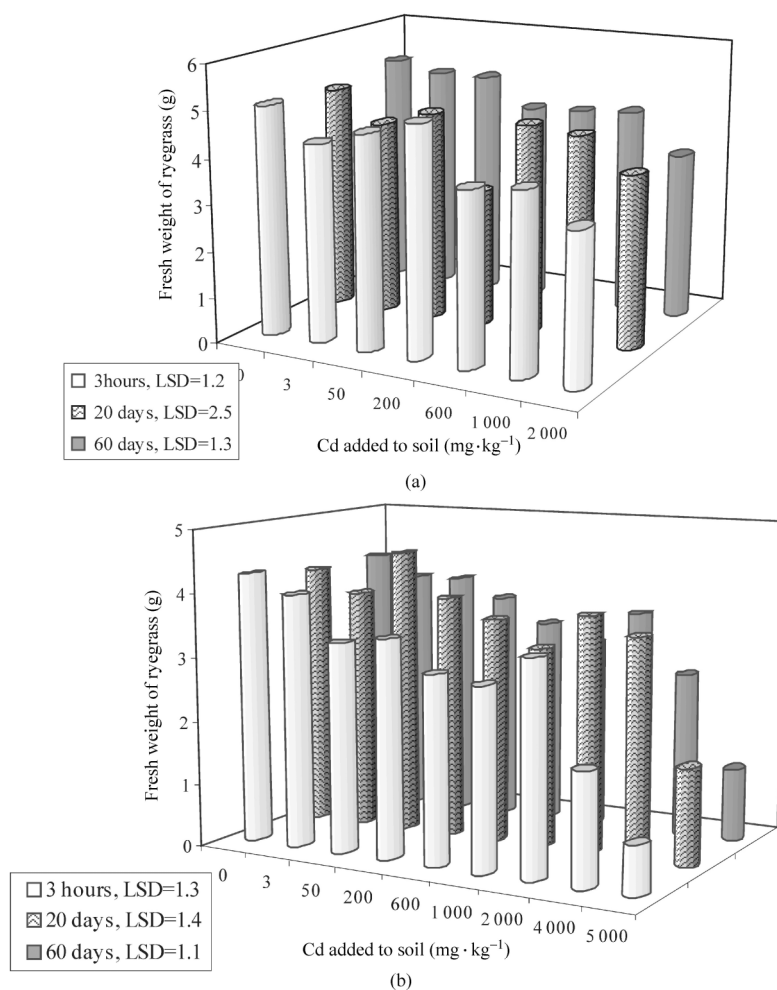 6
5
4
3
2
1
0
Fresh weight of ryegrass (g)
0
3
50
200
600
1 000
2 000
Cd added to soil (mg·kg⁻¹)
3hours, LSD=1.2
20 days, LSD=2.5
60 days, LSD=1.3
(a)
5
4
3
2
1
0
Fresh weight of ryegrass (g)
0
3
50
200
600
1 000
2 000
4 000
5 000
Cd added to soil (mg·kg⁻¹)
3 hours, LSD=1.3
20 days, LSD=1.4
60 days, LSD=1.1
(b)